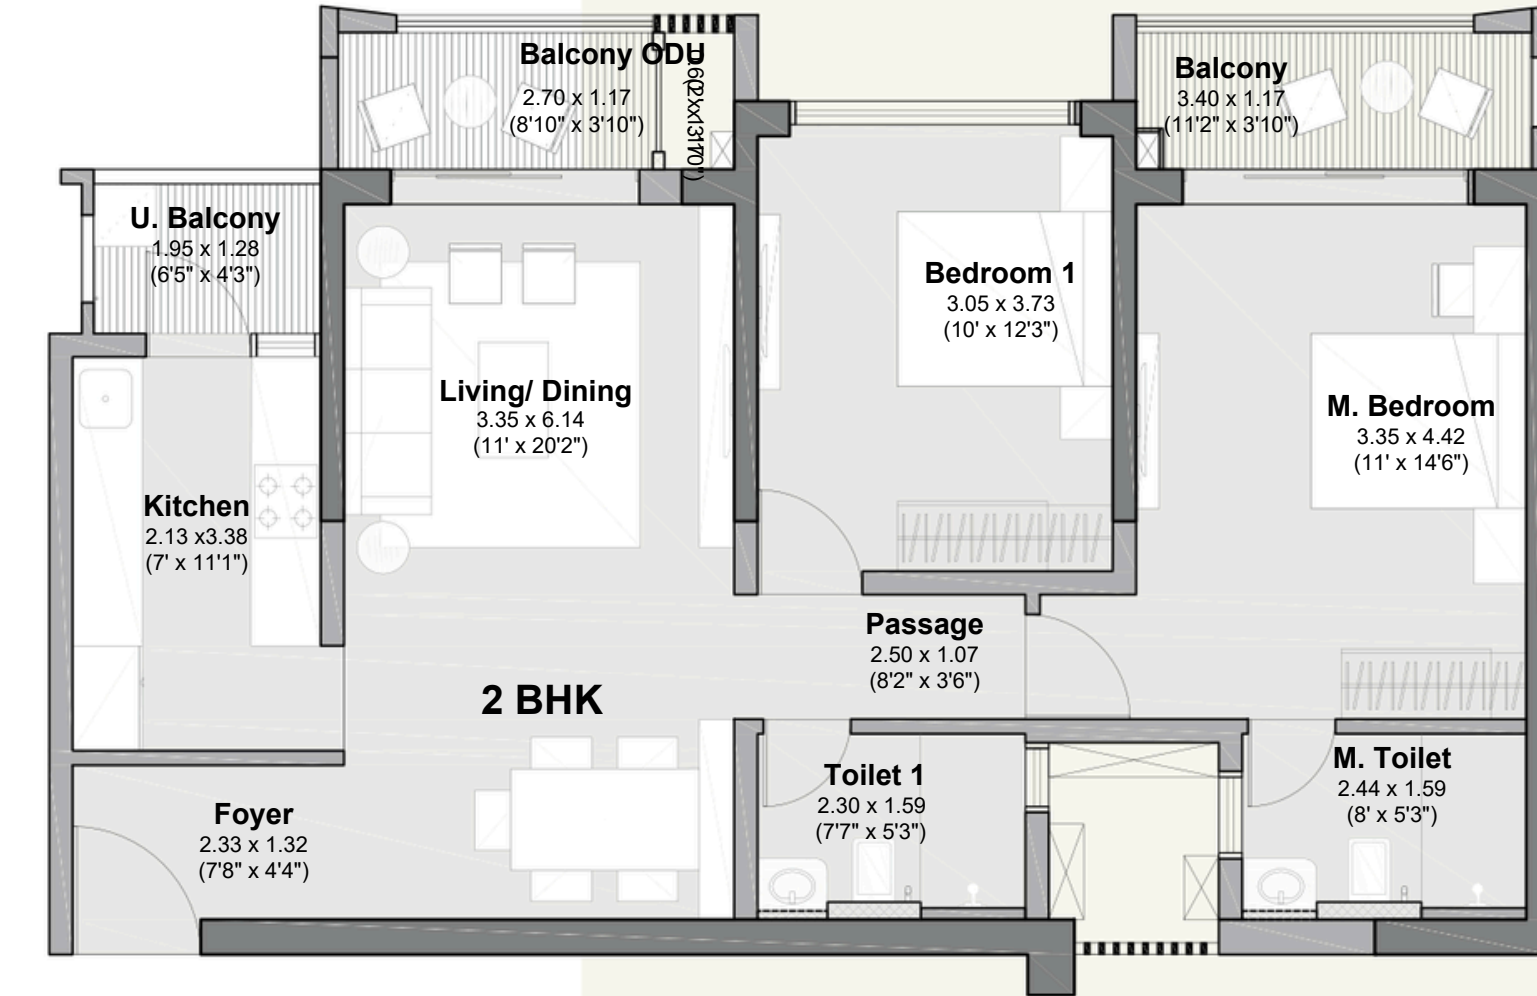 Balcony ODU
2.70 x 1.17
(8'10" x 3'10")
Balcony
3.40 x 1.17
(11'2" x 3'10")
U. Balcony
1.95 x 1.28
(6'5" x 4'3")
Bedroom 1
3.05 x 3.73
(10' x 12'3")
Living/ Dining
3.35 x 6.14
(11' x 20'2")
M. Bedroom
3.35 x 4.42
(11' x 14'6")
Kitchen
2.13 x3.38
(7' x 11'1")
Passage
2.50 x 1.07
(8'2" x 3'6")
2 BHK
Foyer
2.33 x 1.32
(7'8" x 4'4")
Toilet 1
2.30 x 1.59
(7'7" x 5'3")
M. Toilet
2.44 x 1.59
(8' x 5'3")